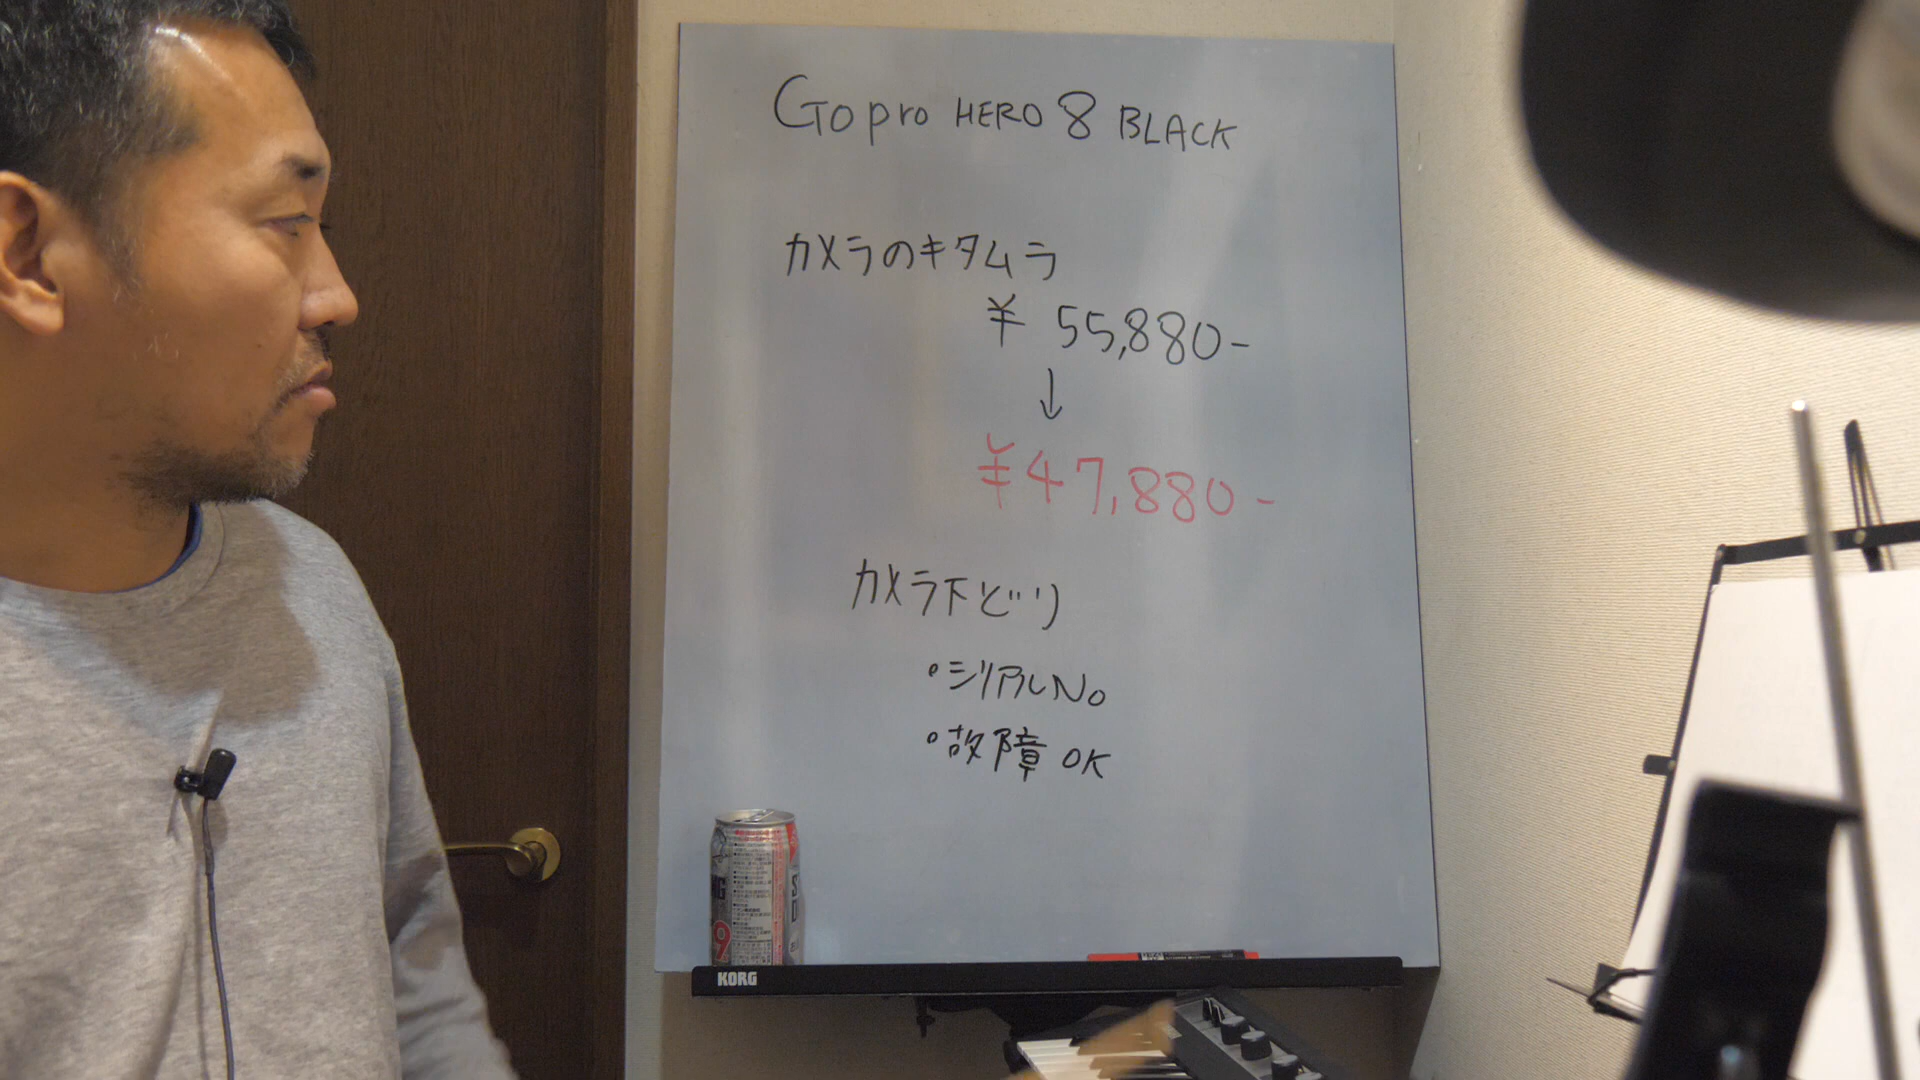 Gopro HERO 8 BLACK
カメラのキタムラ
¥ 55,880-
↓
¥47,880-
カメラ下どり
・シリアルNo
・故障 OK
9
KORG